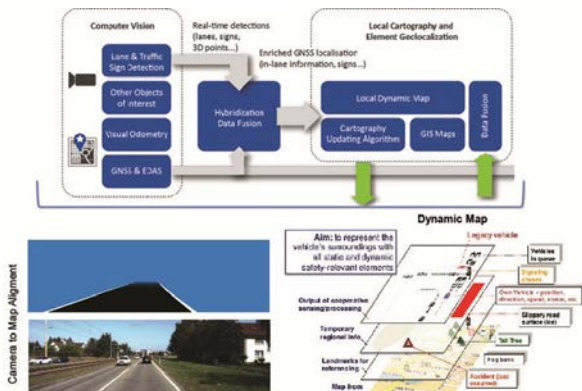 Computer Vision
Lane & Traffic
Sign Detection
Other Objects
of Interest
Visual Odometry
GNSS & EDAS
Real-time detections
(lanes, signs,
3D points...)
Enriched GNSS localisation
(in-lane information, signs...)
Hybridization
Data Fusion
Local Cartography and
Element Geolocalization
Local Dynamic Map
Cartography
Updating Algorithm
GIS Maps
Data Fusion
Camera to Map Aligment
Dynamic Map
Aim: to represent the
vehicle's surroundings with
all static and dynamic
safety-relevant elements
Legacy vehicle
Vehicles
in queue
Signaling
phases
Own Vehicle - position,
direction, speed, status, etc.
Slippery road
surface (ice)
Tall Tree
Fog bank
Accident (just
occurred)
Output of cooperative
sensing/processing
Temporary
regional info
Landmarks for
referencing
Map from